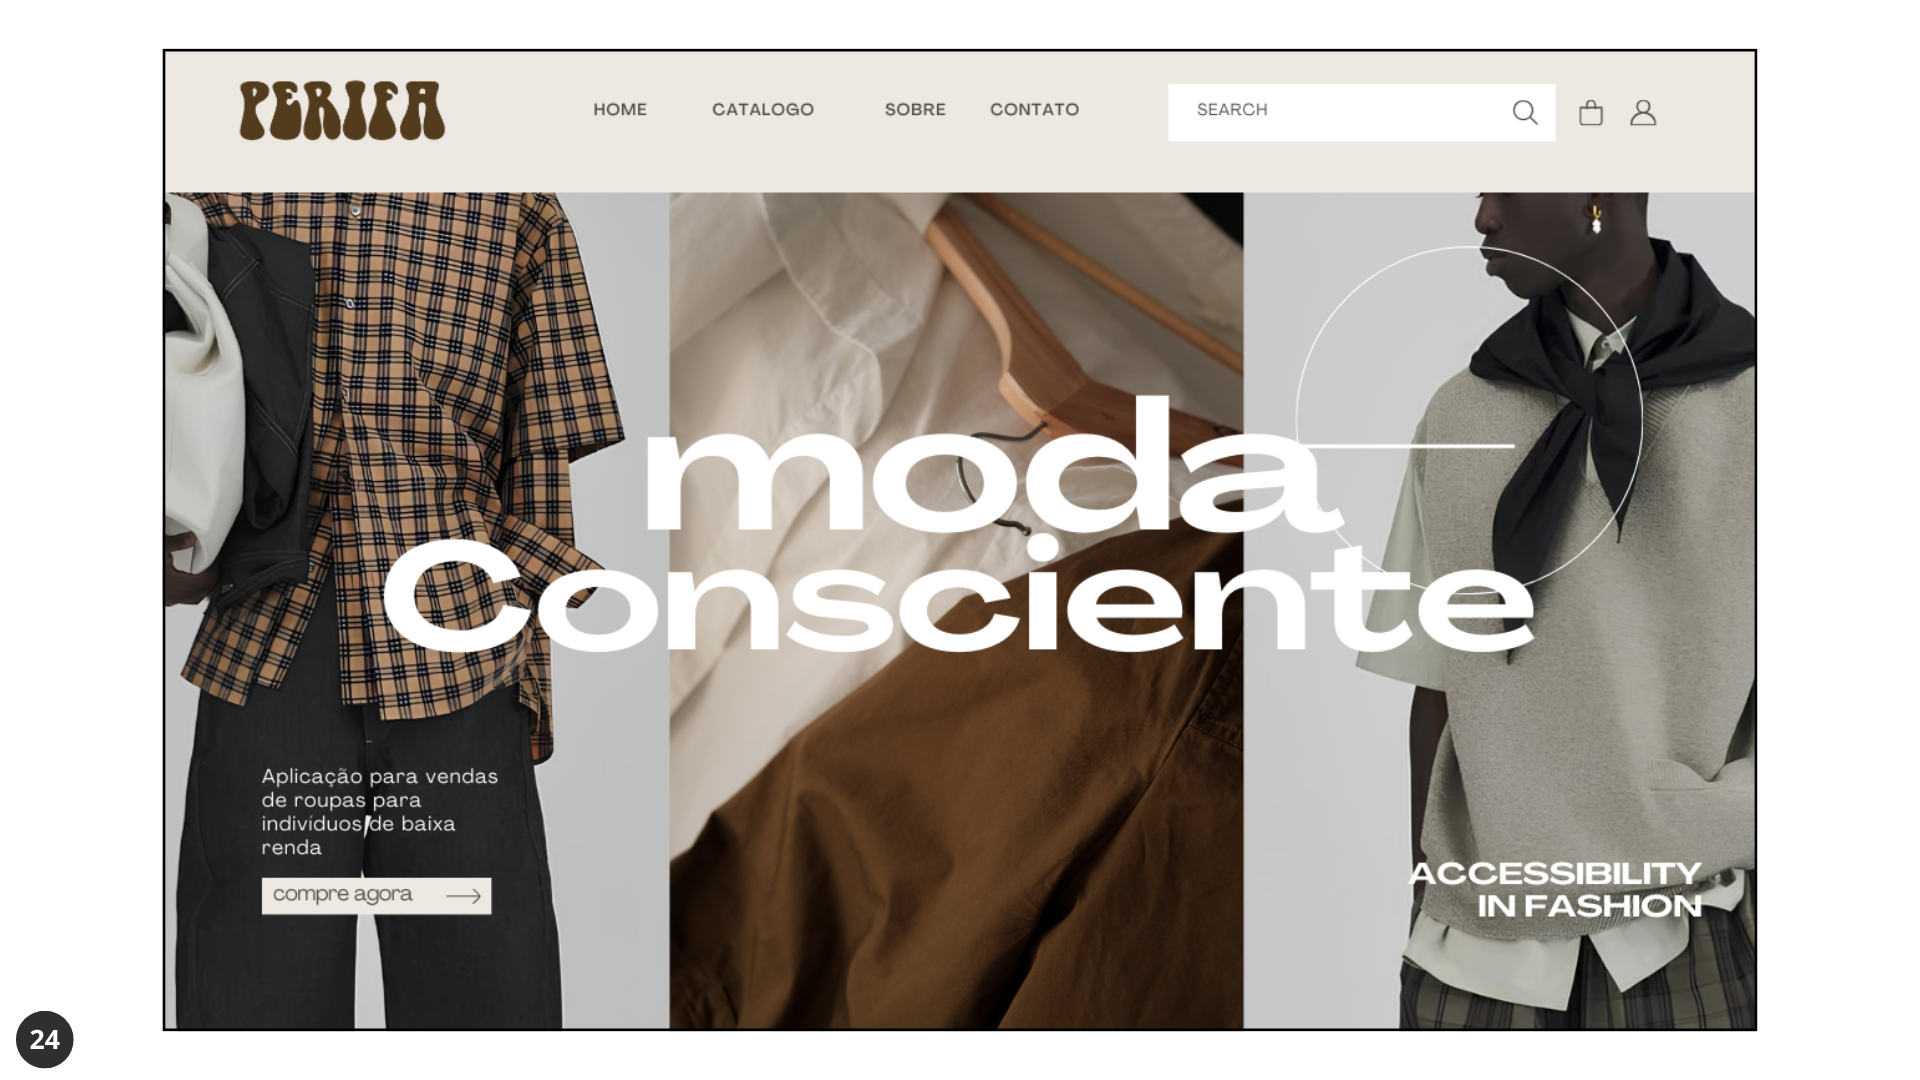 PERIFA
HOME CATALOGO SOBRE CONTATO SEARCH
moda
Consciente
Aplicação para vendas
de roupas para
indivíduos de baixa
renda
compre agora
ACCESSIBILITY
IN FASHION
24